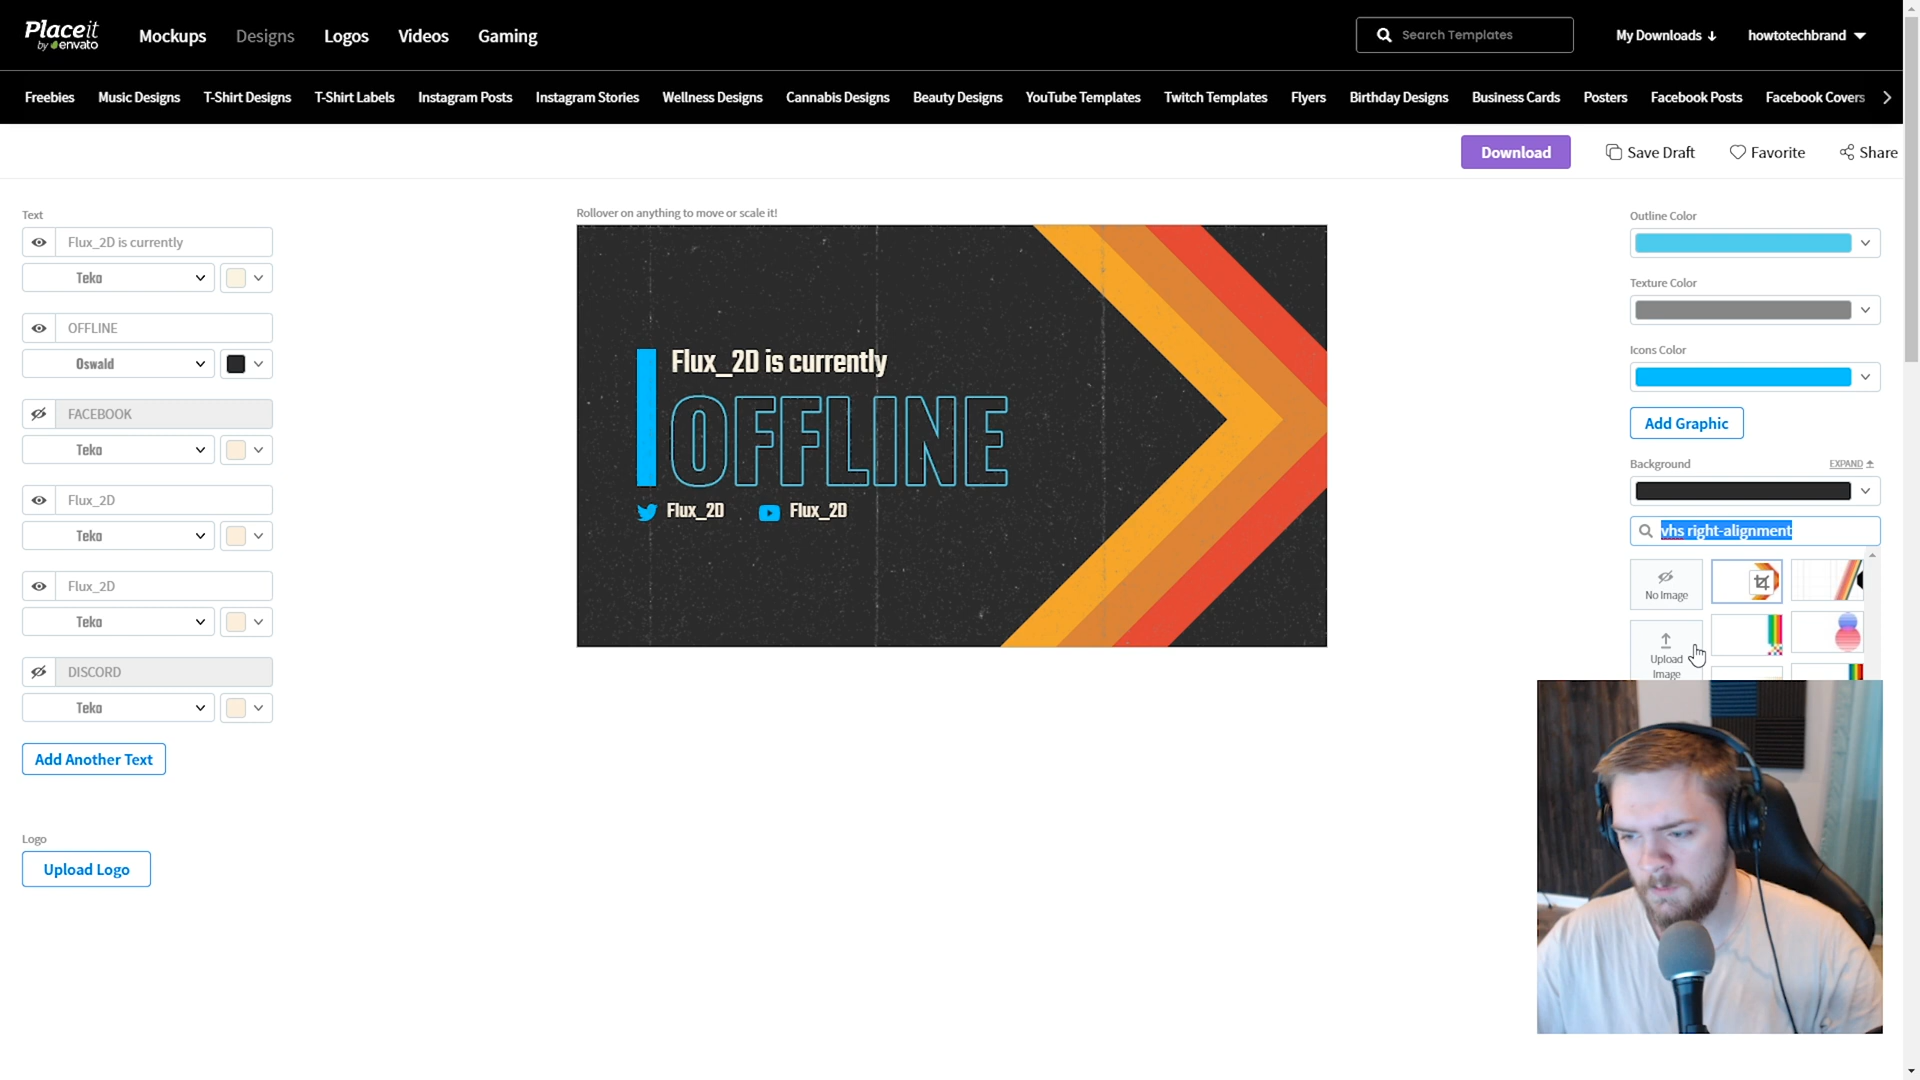 Placeit
by envato
Mockups
Designs
Logos
Videos
Gaming
Search Templates
My Downloads
howtotechbrand
Freebies
Music Designs
T-Shirt Designs
T-Shirt Labels
Instagram Posts
Instagram Stories
Wellness Designs
Cannabis Designs
Beauty Designs
YouTube Templates
Twitch Templates
Flyers
Birthday Designs
Business Cards
Posters
Facebook Posts
Facebook Covers
Download
Save Draft
Favorite
Share
Text
Flux_2D is currently
Teko
OFFLINE
Oswald
FACEBOOK
Teko
Flux_2D
Teko
Flux_2D
Teko
DISCORD
Teko
Add Another Text
Logo
Upload Logo
Rollover on anything to move or scale it!
Flux_2D is currently
OFFLINE
Flux_2D
Flux_2D
Outline Color
Texture Color
Icons Color
Add Graphic
Background
EXPAND
vhs right-alignment
No Image
Upload
Image